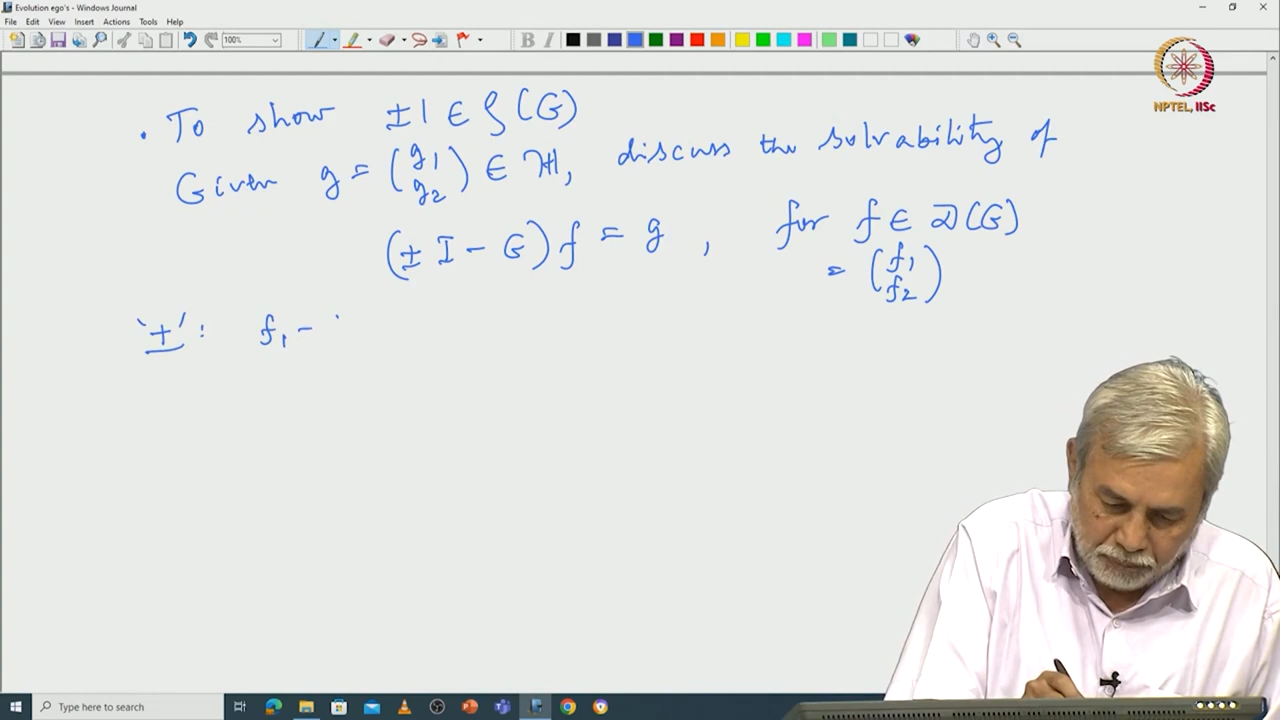 Evolution eqo's - Windows Journal
File Edit View Insert Actions Tools Help
100%
B I
NPTEL, IISc
. To show ±1 ∈ ρ(G)
Given g = (g₁ g₂) ∈ ℍ, discuss the solvability of
(± I - G) f = g , for f ∈ D(G)
= (f₁ f₂)
'+' : f₁ -
Type here to search